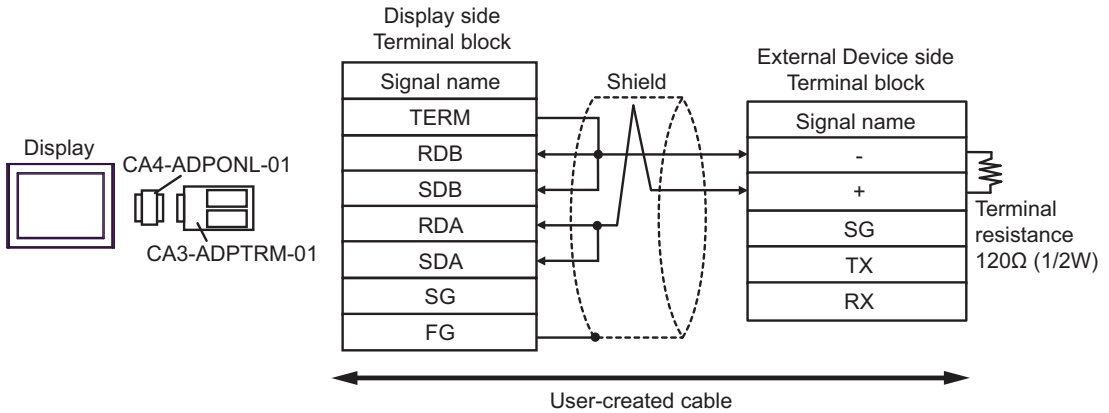 Display side
Terminal block
Signal name
TERM
RDB
SDB
RDA
SDA
SG
FG
Shield
External Device side
Terminal block
Signal name
-
+
SG
TX
RX
Terminal
resistance
120Ω (1/2W)
Display
CA4-ADPONL-01
CA3-ADPTRM-01
User-created cable